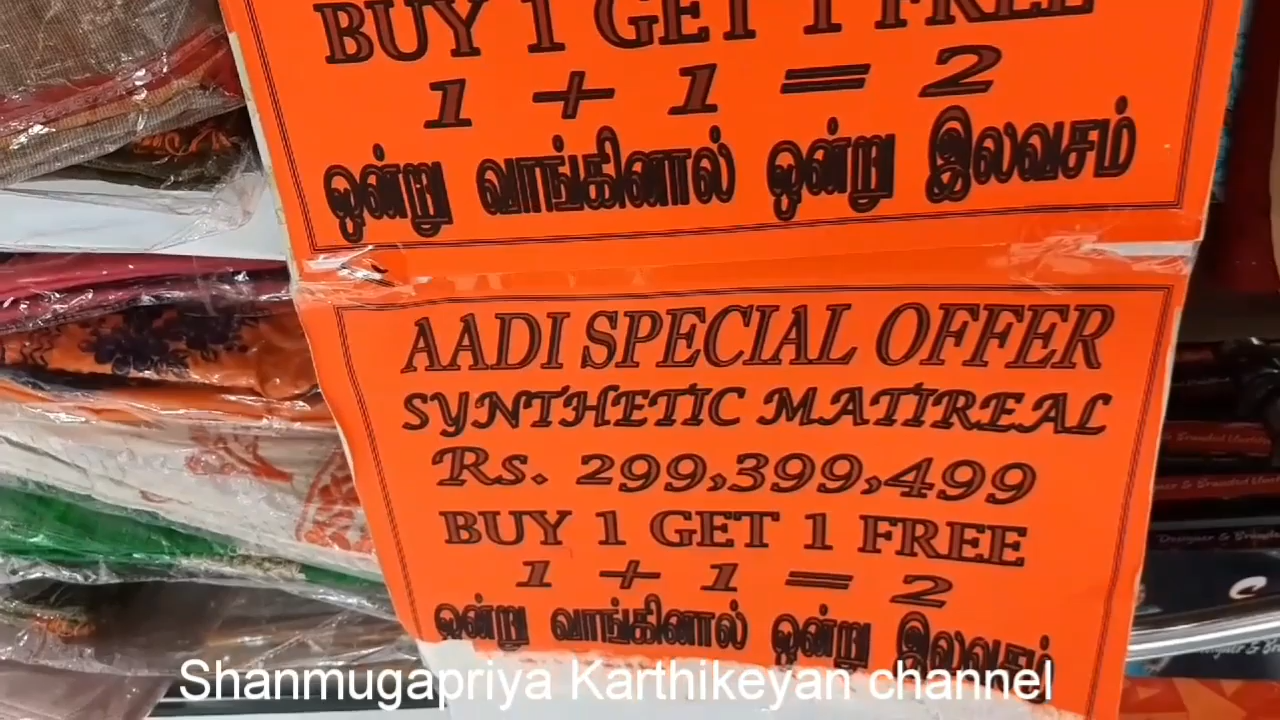 BUY 1 GET 1 FREE
1 + 1 = 2
ஒன்று வாங்கினால் ஒன்று இலவசம்
AADI SPECIAL OFFER
SYNTHETIC MATIREAL
Rs. 299,399,499
BUY 1 GET 1 FREE
1 + 1 = 2
ஒன்று வாங்கினால் ஒன்று இலவசம்
Shanmugapriya Karthikeyan channel